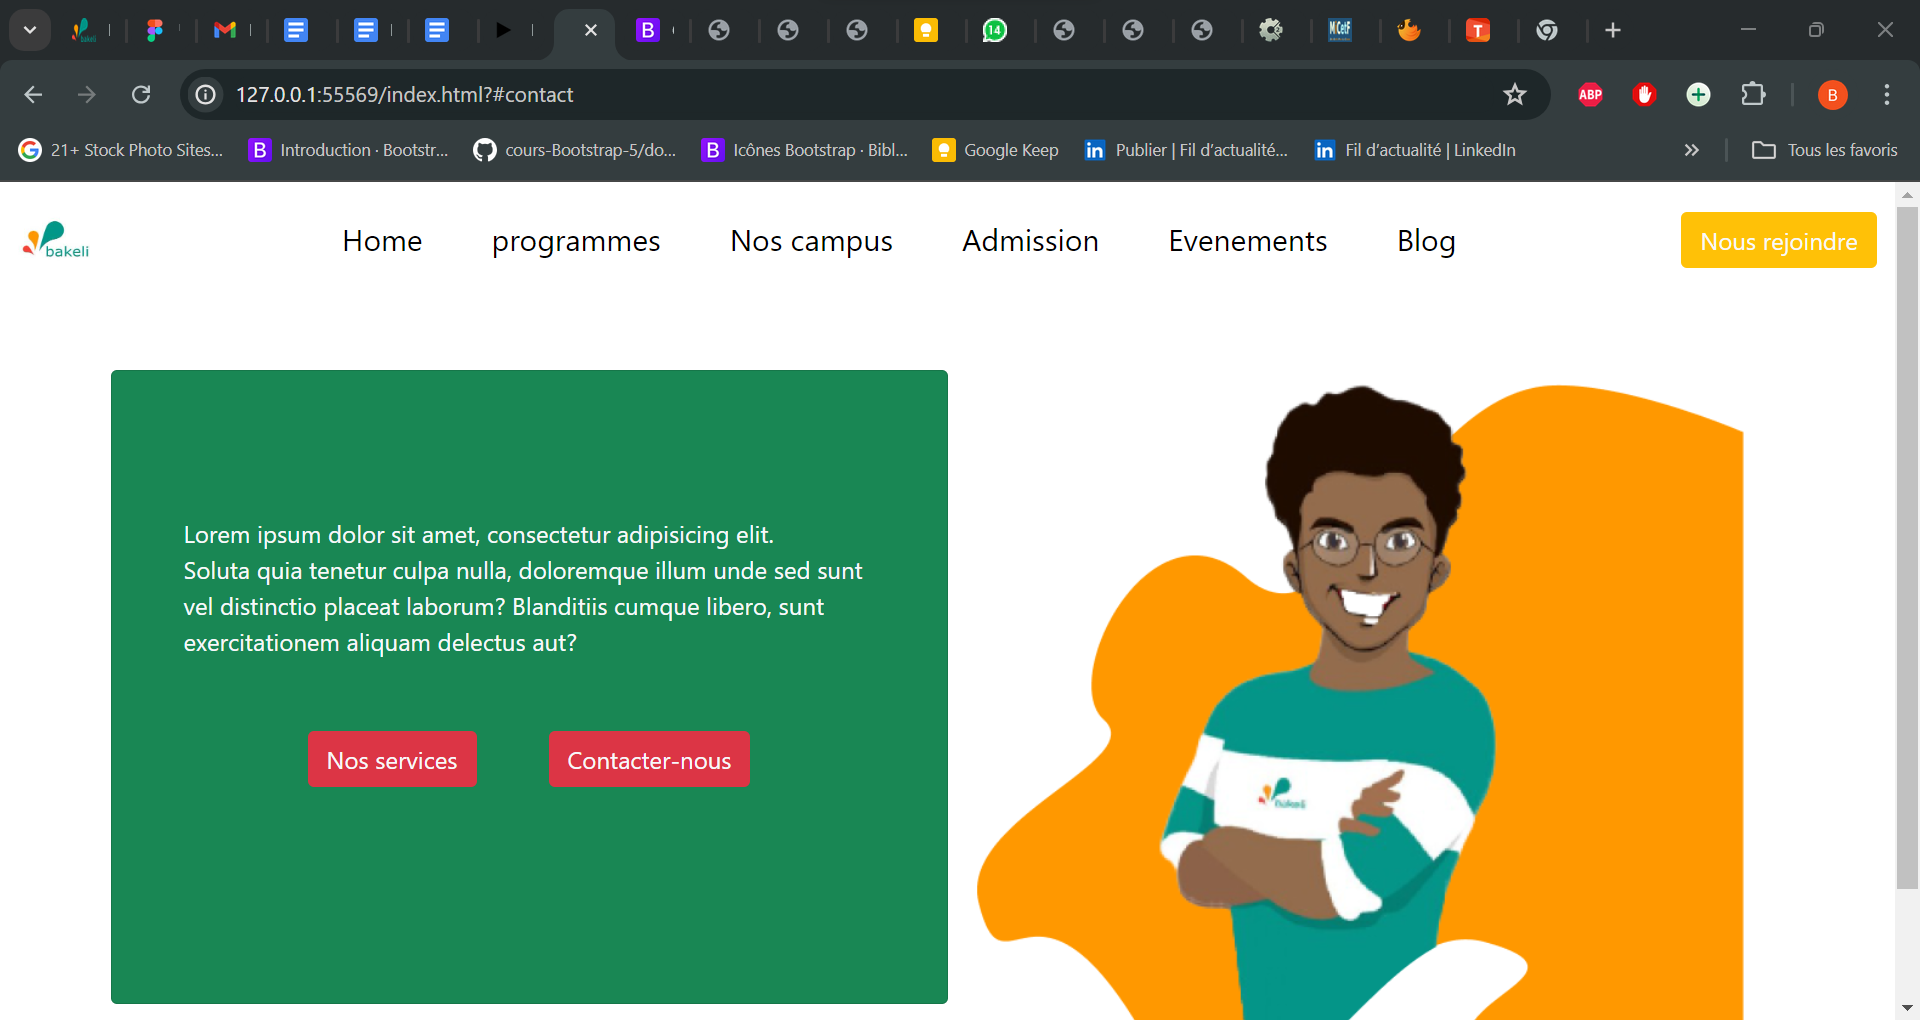 14
T
127.0.0.1:55569/index.html?#contact
ABP
B
21+ Stock Photo Sites...
Introduction · Bootstr...
cours-Bootstrap-5/do...
Icônes Bootstrap · Bibl...
Google Keep
Publier | Fil d'actualité...
Fil d'actualité | LinkedIn
Tous les favoris
bakeli
Home
programmes
Nos campus
Admission
Evenements
Blog
Nous rejoindre
Lorem ipsum dolor sit amet, consectetur adipisicing elit.
Soluta quia tenetur culpa nulla, doloremque illum unde sed sunt
vel distinctio placeat laborum? Blanditiis cumque libero, sunt
exercitationem aliquam delectus aut?
Nos services
Contacter-nous
bakeli